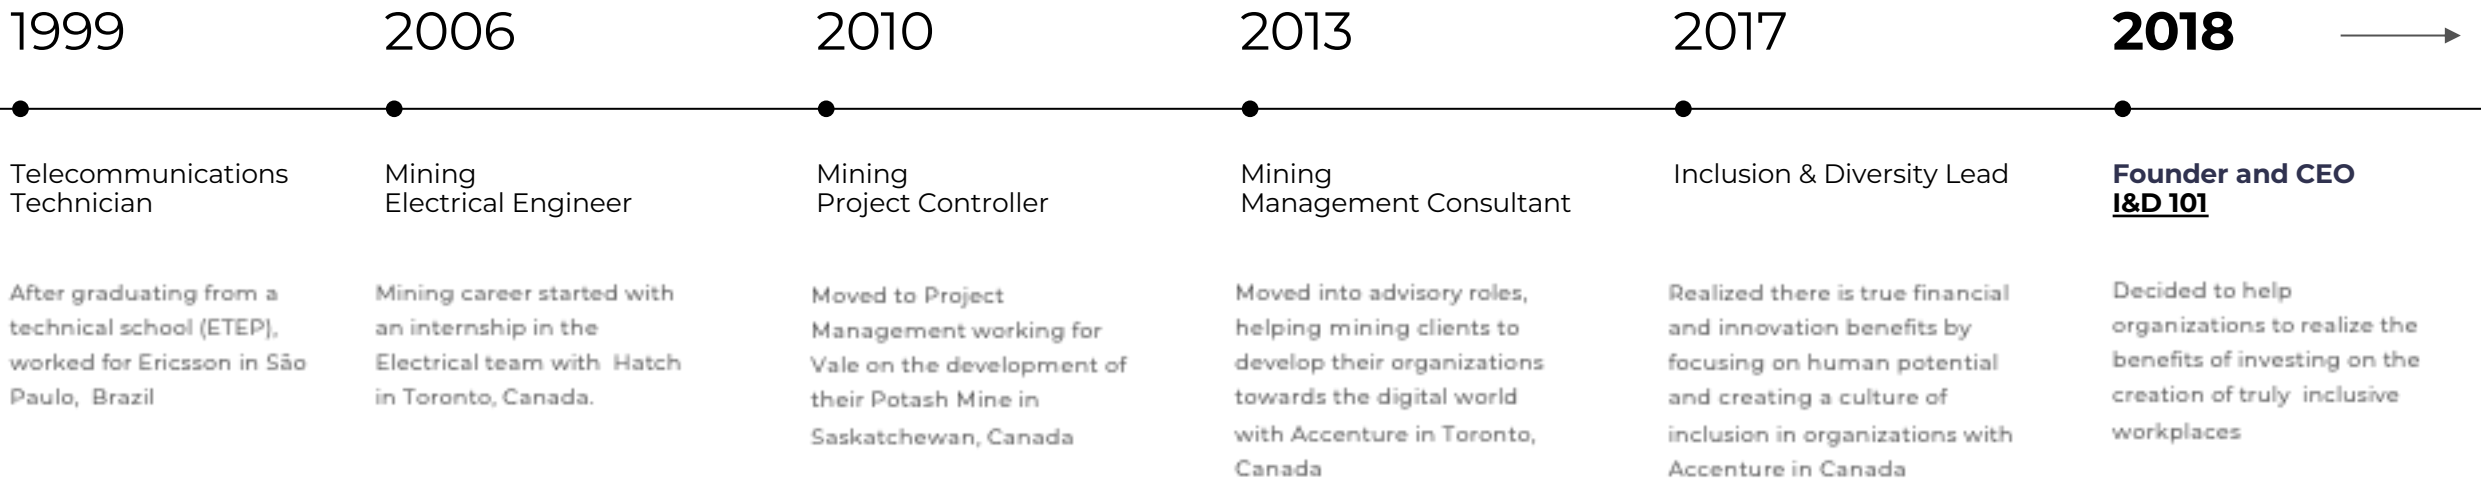 1999
Telecommunications
Technician
After graduating from a
technical school (ETEP),
worked for Ericsson in São
Paulo, Brazil
2006
Mining
Electrical Engineer
Mining career started with
an internship in the
Electrical team with Hatch
in Toronto, Canada.
2010
Mining
Project Controller
Moved to Project
Management working for
Vale on the development of
their Potash Mine in
Saskatchewan, Canada
2013
Mining
Management Consultant
Moved into advisory roles,
helping mining clients to
develop their organizations
towards the digital world
with Accenture in Toronto,
Canada
2017
Inclusion & Diversity Lead
Realized there is true financial
and innovation benefits by
focusing on human potential
and creating a culture of
inclusion in organizations with
Accenture in Canada
2018
Founder and CEO
I&D 101
Decided to help
organizations to realize the
benefits of investing on the
creation of truly inclusive
workplaces